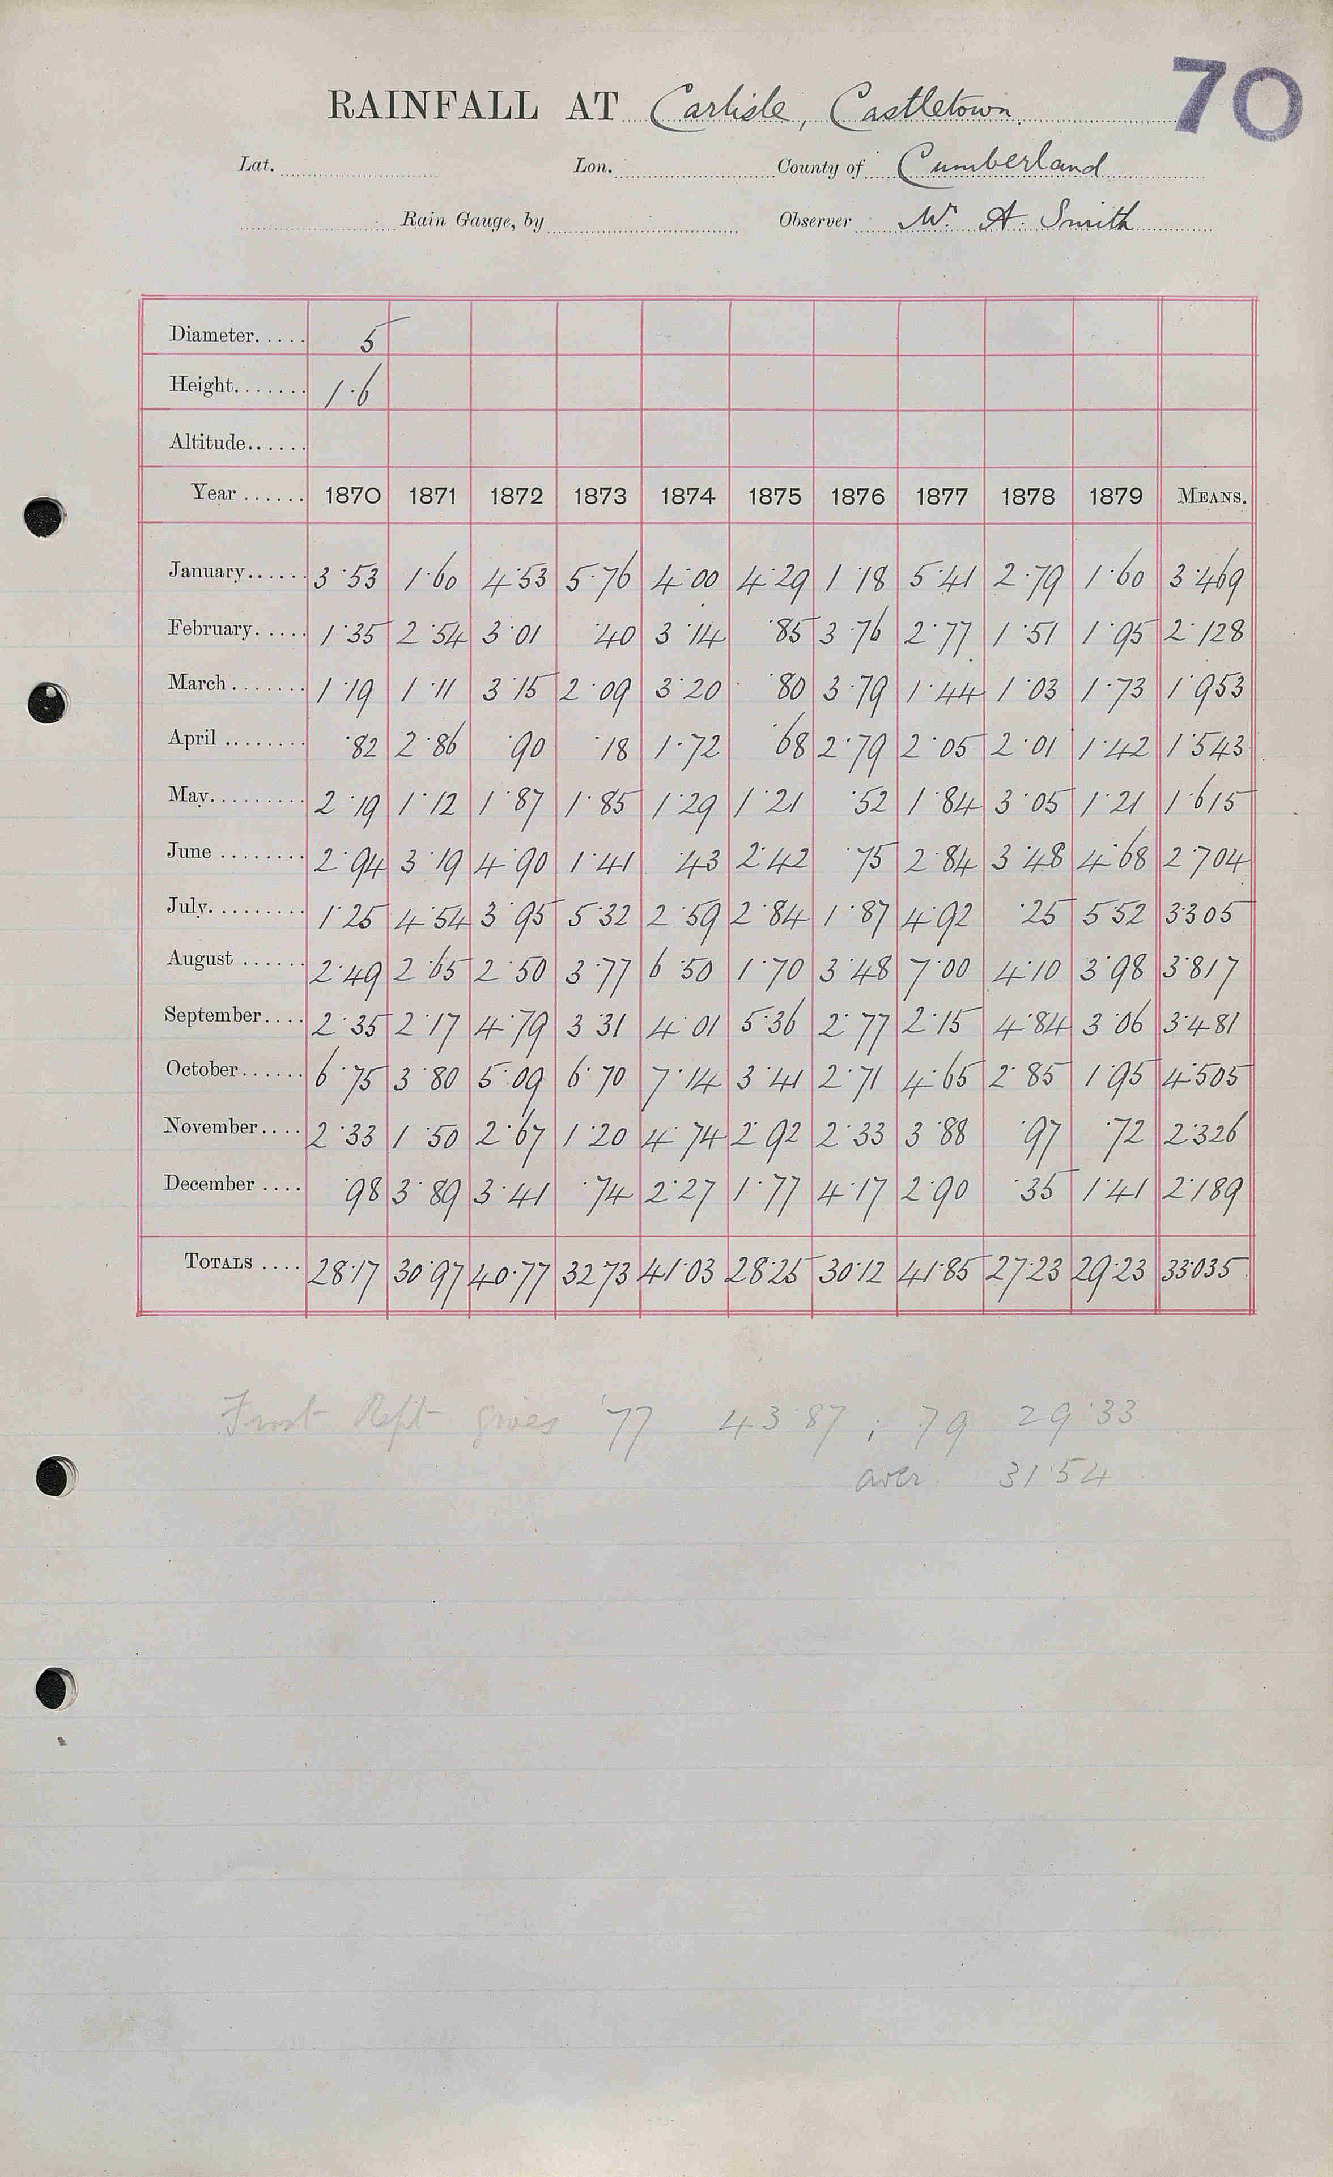 70
RAINFALL AT Carlisle, Castletown.
Lat. Lon. County of Cumberland
Rain Gauge, by Observer Mr. A. Smith
Diameter..... 5
Height....... 1·6
Altitude......
Year ...... 1870 1871 1872 1873 1874 1875 1876 1877 1878 1879 MEANS.
January...... 3·53 1·60 4·53 5·76 4·00 4·29 1·18 5·41 2·79 1·60 3·469
February..... 1·35 2·54 3·01 ·40 3·14 ·85 3·76 2·77 1·51 1·95 2·128
March....... 1·19 1·11 3·15 2·09 3·20 ·80 3·79 1·44 1·03 1·73 1·953
April ........ ·82 2·86 ·90 ·18 1·72 ·68 2·79 2·05 2·01 1·42 1·543
May......... 2·19 1·12 1·87 1·85 1·29 1·21 ·52 1·84 3·05 1·21 1·615
June ........ 2·94 3·19 4·90 1·41 ·43 2·42 ·75 2·84 3·48 4·68 2·704
July......... 1·25 4·54 3·95 5·32 2·59 2·84 1·87 4·92 ·25 5·52 3·305
August ...... 2·49 2·65 2·50 3·77 6·50 1·70 3·48 7·00 4·10 3·98 3·817
September.... 2·35 2·17 4·79 3·31 4·01 5·36 2·77 2·15 4·84 3·06 3·481
October...... 6·75 3·80 5·09 6·70 7·14 3·41 2·71 4·65 2·85 1·95 4·505
November.... 2·33 1·50 2·67 1·20 4·74 2·92 2·33 3·88 ·97 ·72 2·326
December .... ·98 3·89 3·41 ·74 2·27 1·77 4·17 2·90 ·35 1·41 2·189
TOTALS .... 28·17 30·97 40·77 32·73 41·03 28·25 30·12 41·85 27·23 29·23 33·035
gives '77 43·87; 79 29·33
aver. 31·54